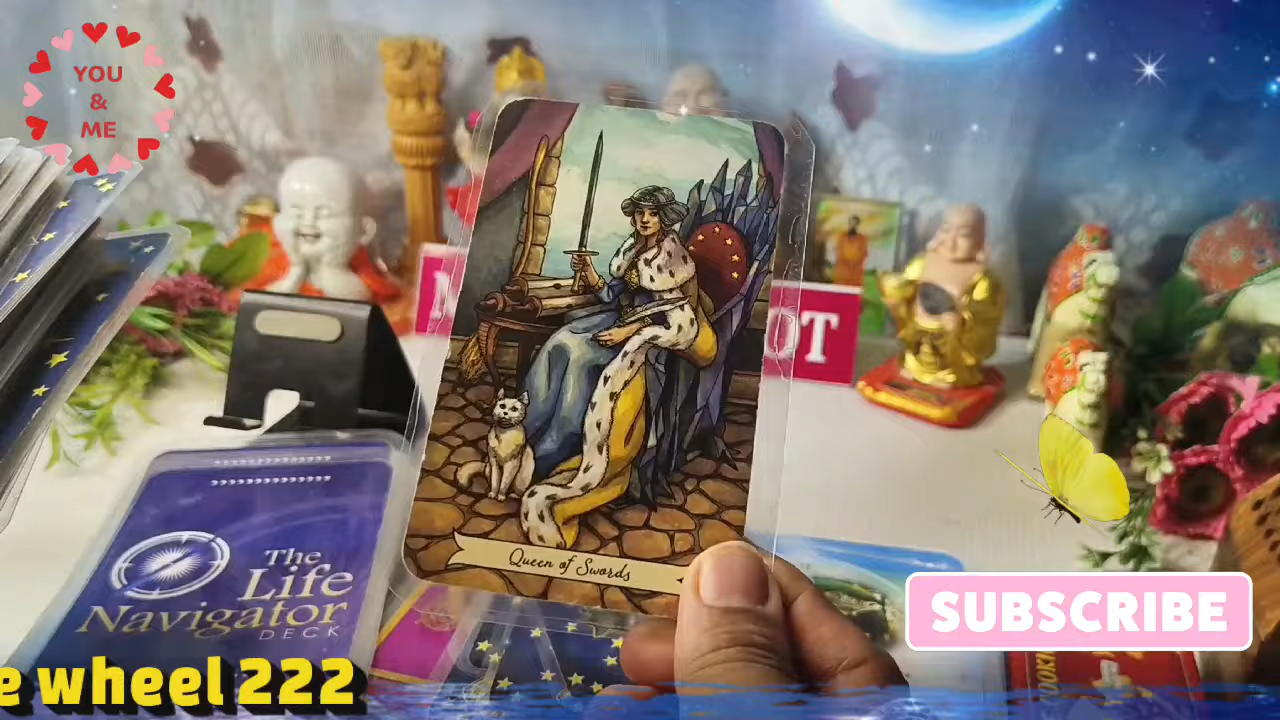 YOU
&
ME
OT
Queen of Swords
The
Life
Navigator
DECK
SUBSCRIBE
e wheel 222